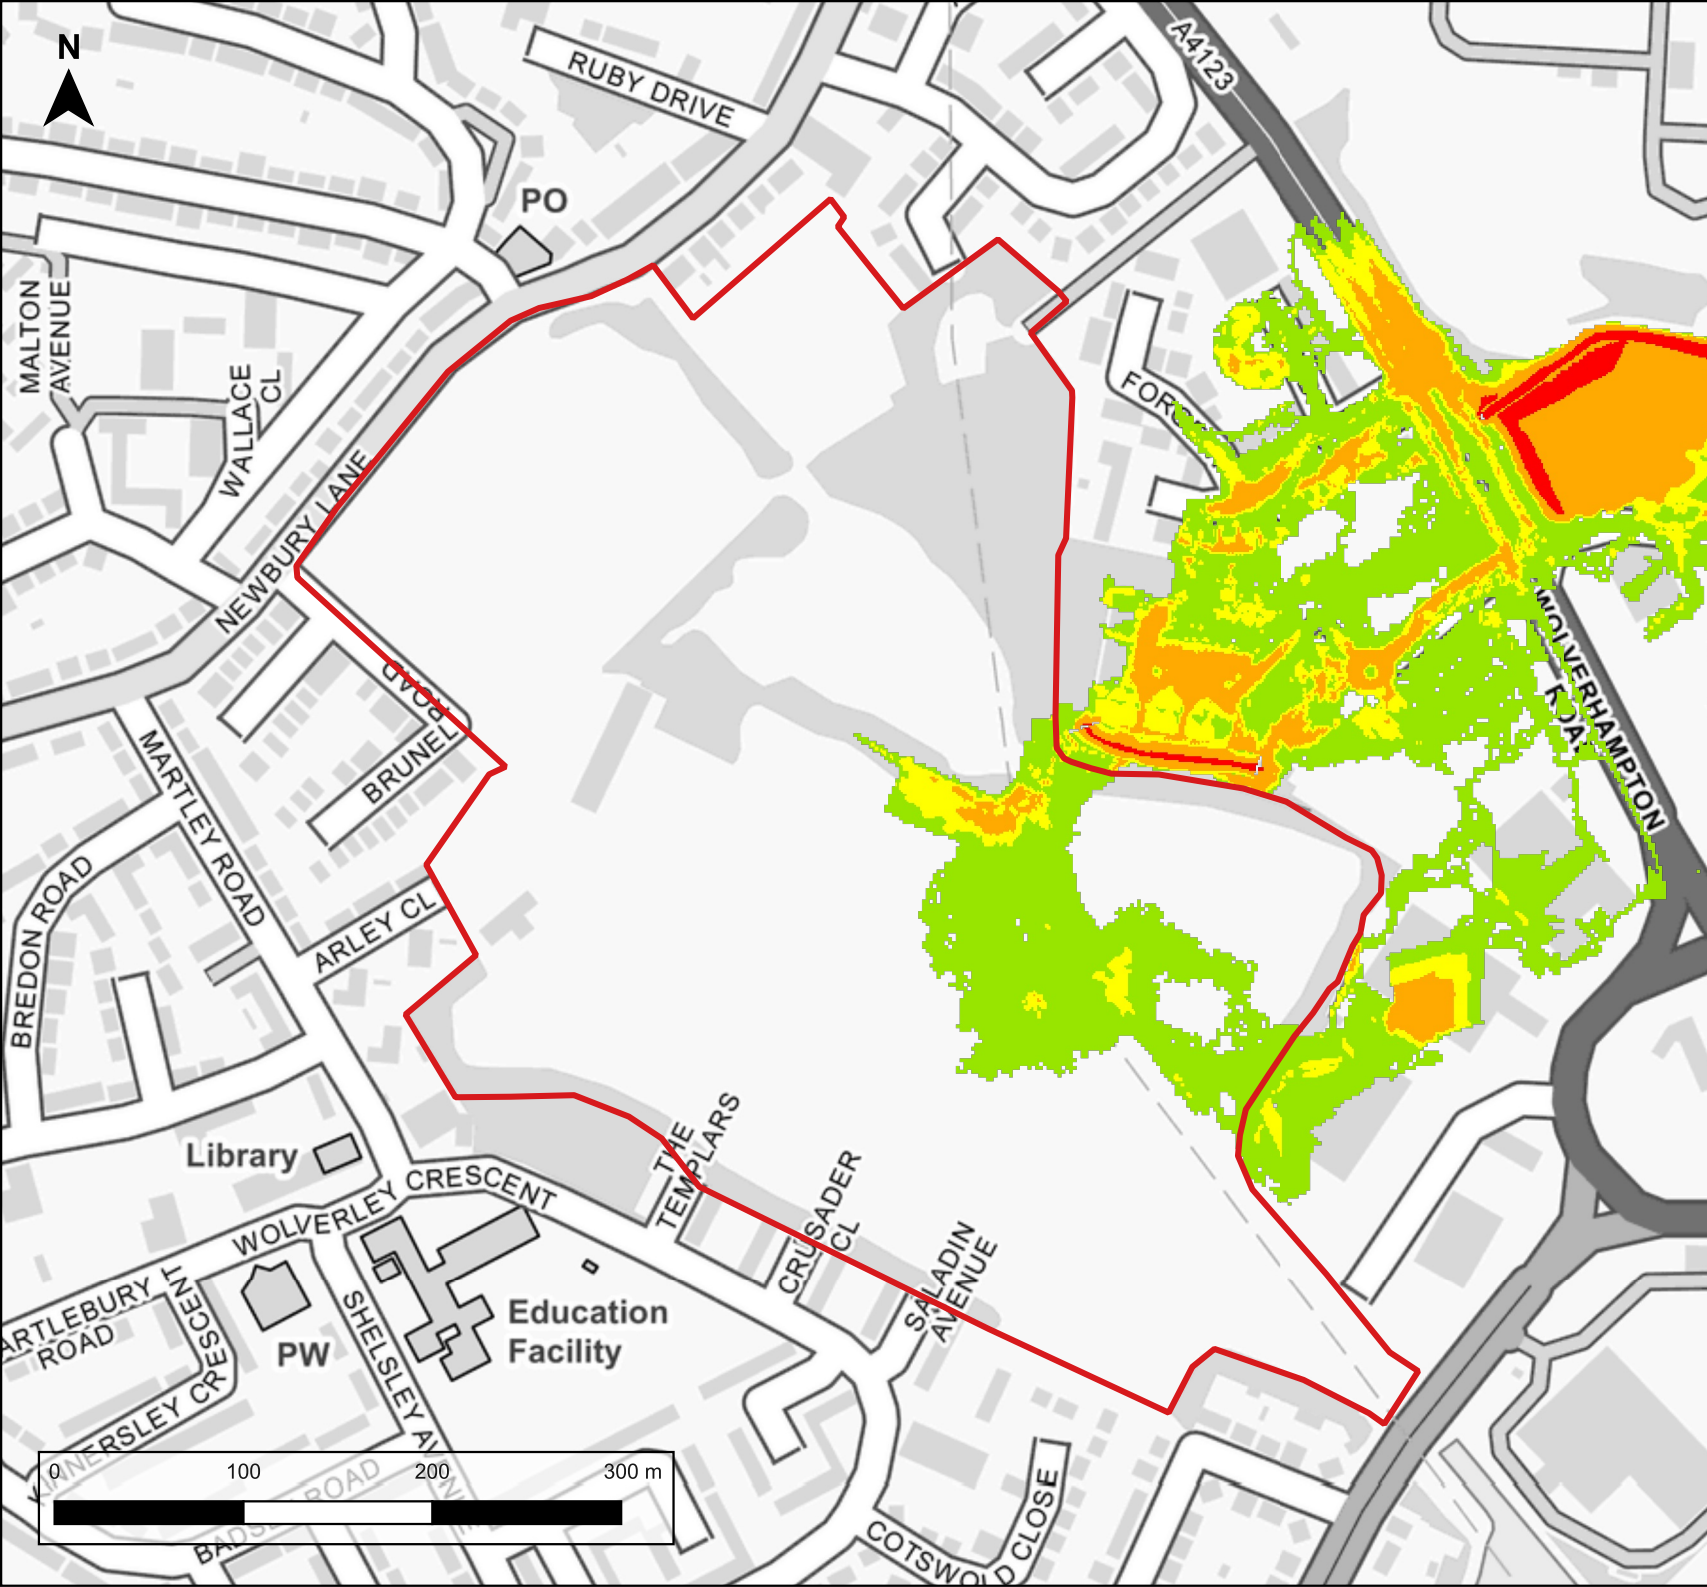 N
RUBY DRIVE
A4123
PO
MALTON
AVENUE
WALLACE
CL
NEWBURY LANE
ROAD
BRUNEL
MARTLEY ROAD
BREDON ROAD
ARLEY CL
WOLVERHAMPTON
Library
THE
TEMPLARS
WOLVERLEY CRESCENT
CRUSADER
CL
SALADIN
AVENUE
ARTLEBURY
ROAD
CRESCENT
PW
SHELSLEY
Education
Facility
0 100 200 300 m
ROAD
COTSWOLD CLOSE